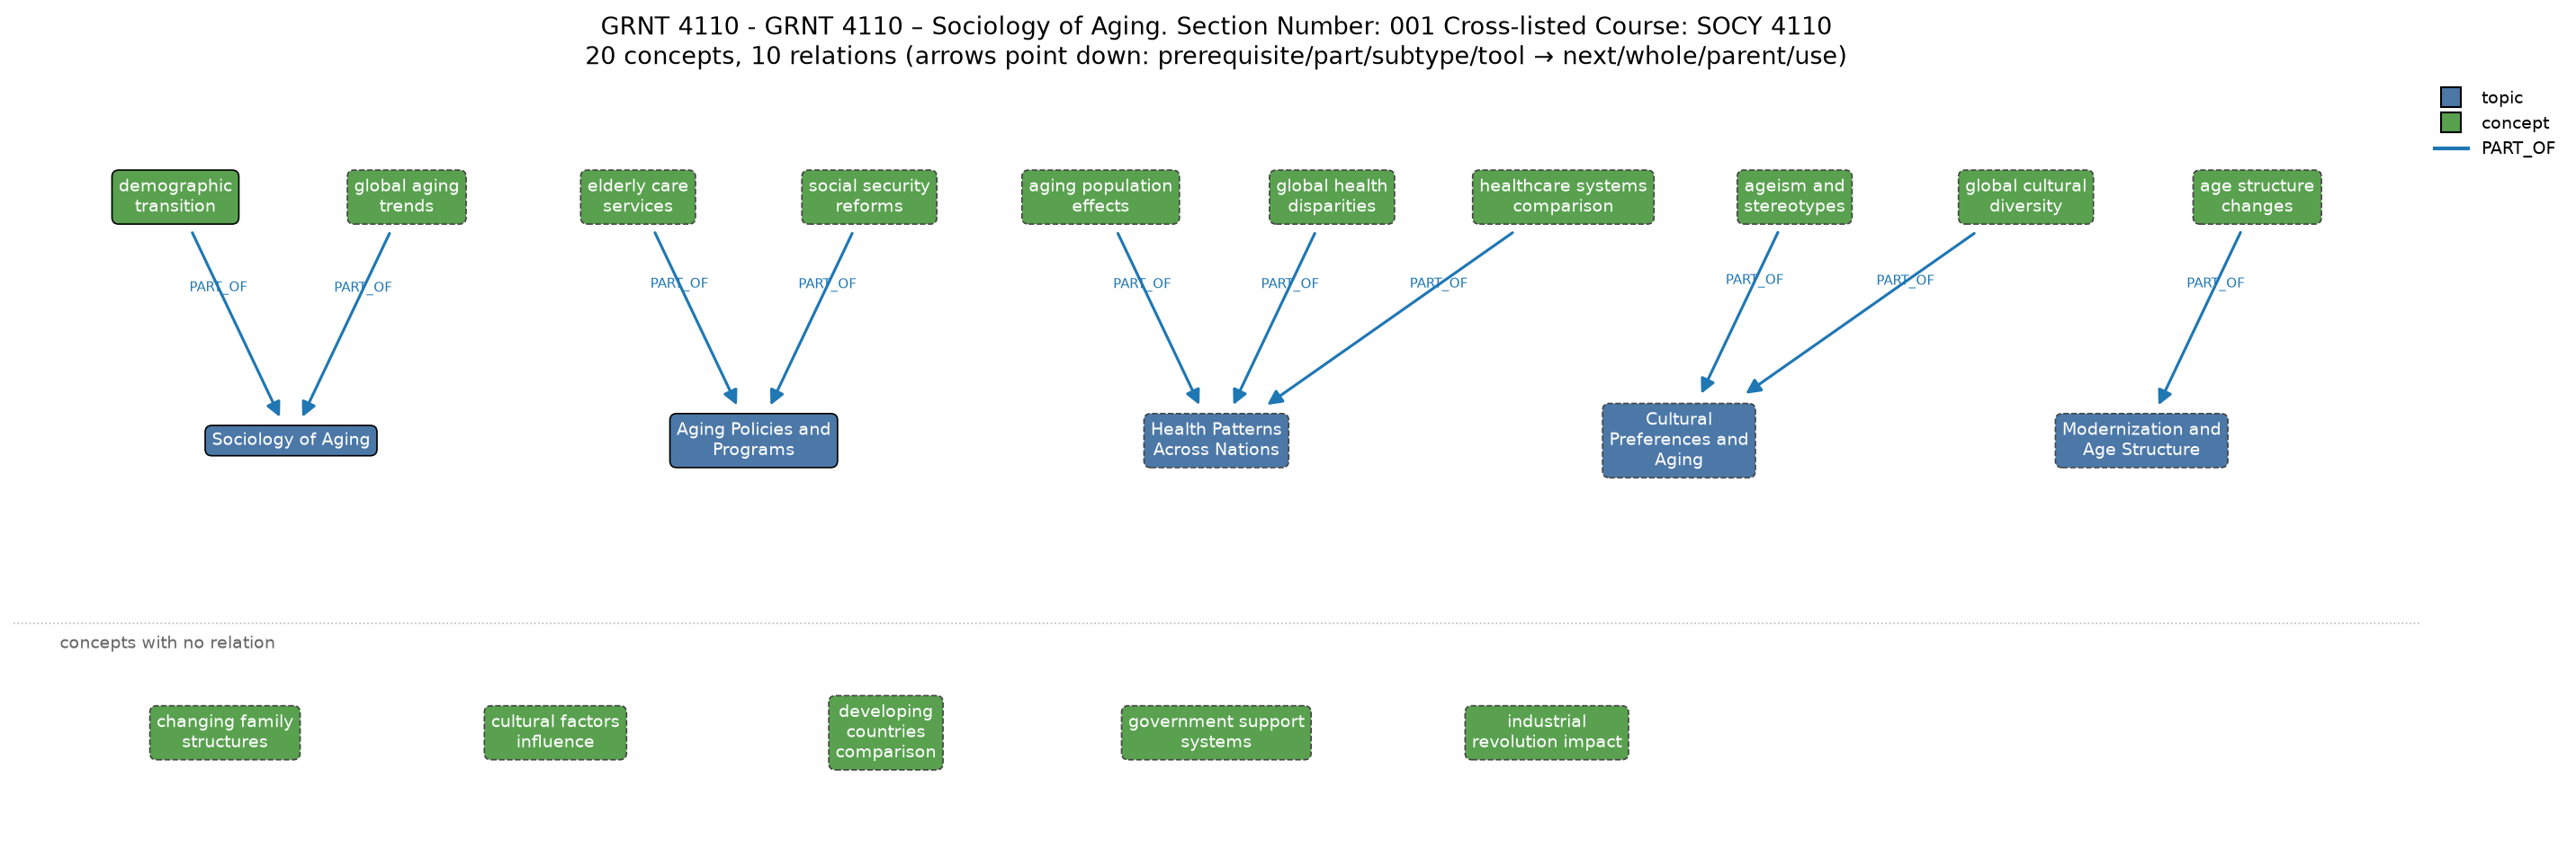 GRNT 4110 - GRNT 4110 – Sociology of Aging. Section Number: 001 Cross-listed Course: SOCY 4110
20 concepts, 10 relations (arrows point down: prerequisite/part/subtype/tool → next/whole/parent/use)
topic
concept
PART_OF
demographic
transition
global aging
trends
elderly care
services
social security
reforms
aging population
effects
global health
disparities
healthcare systems
comparison
ageism and
stereotypes
global cultural
diversity
age structure
changes
PART_OF
PART_OF
PART_OF
PART_OF
PART_OF
PART_OF
PART_OF
PART_OF
PART_OF
PART_OF
Sociology of Aging
Aging Policies and
Programs
Health Patterns
Across Nations
Cultural
Preferences and
Aging
Modernization and
Age Structure
concepts with no relation
changing family
structures
cultural factors
influence
developing
countries
comparison
government support
systems
industrial
revolution impact